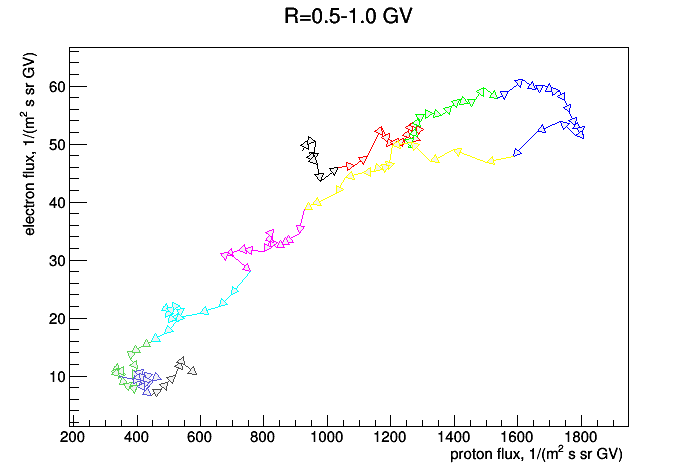 R=0.5-1.0 GV
electron flux, 1/(m² s sr GV)
60
50
40
30
20
10
200 400 600 800 1000 1200 1400 1600 1800
proton flux, 1/(m² s sr GV)